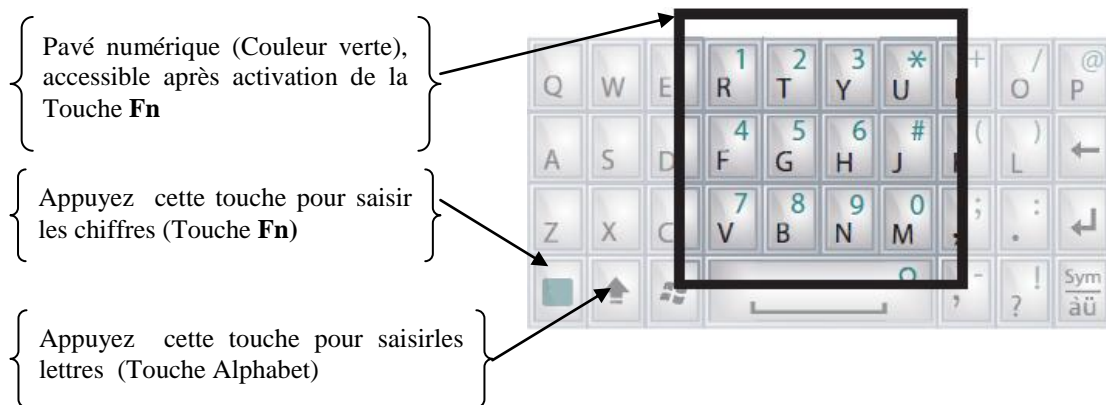 Pavé numérique (Couleur verte),
accessible après activation de la
Touche Fn
Appuyez cette touche pour saisir
les chiffres (Touche Fn)
Appuyez cette touche pour saisirles
lettres (Touche Alphabet)
1 2 3 * + / @
Q W E R T Y U O P
4 5 6 # ( )
A S D F G H J L
7 8 9 0 ; :
Z X C V B N M .
- ! Sym
, ? àü